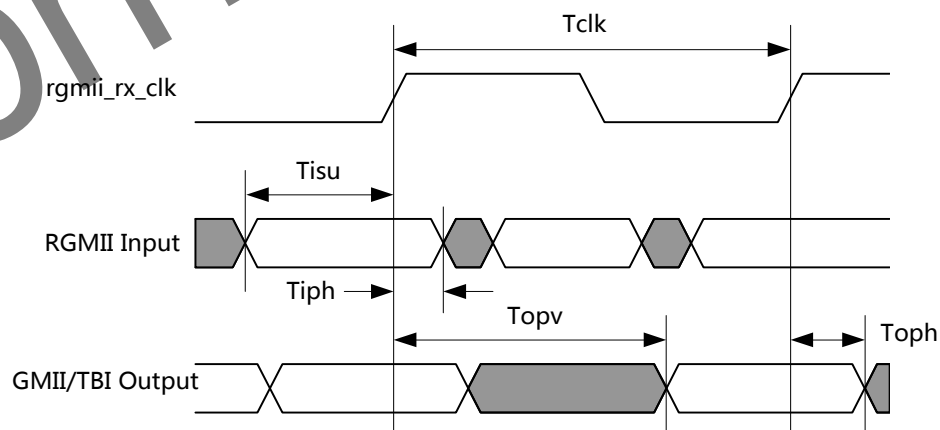 Tclk
rgmii_rx_clk
Tisu
RGMII Input
Tiph
Topv
Toph
GMII/TBI Output